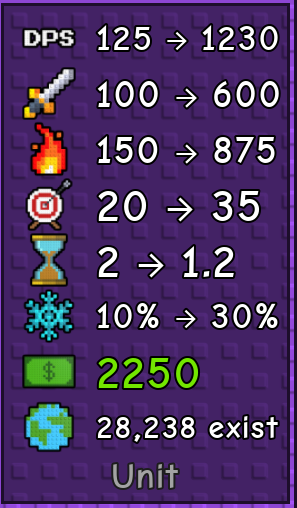 DPS 125 → 1230
100 → 600
150 → 875
20 → 35
2 → 1.2
10% → 30%
$ 2250
28,238 exist
Unit